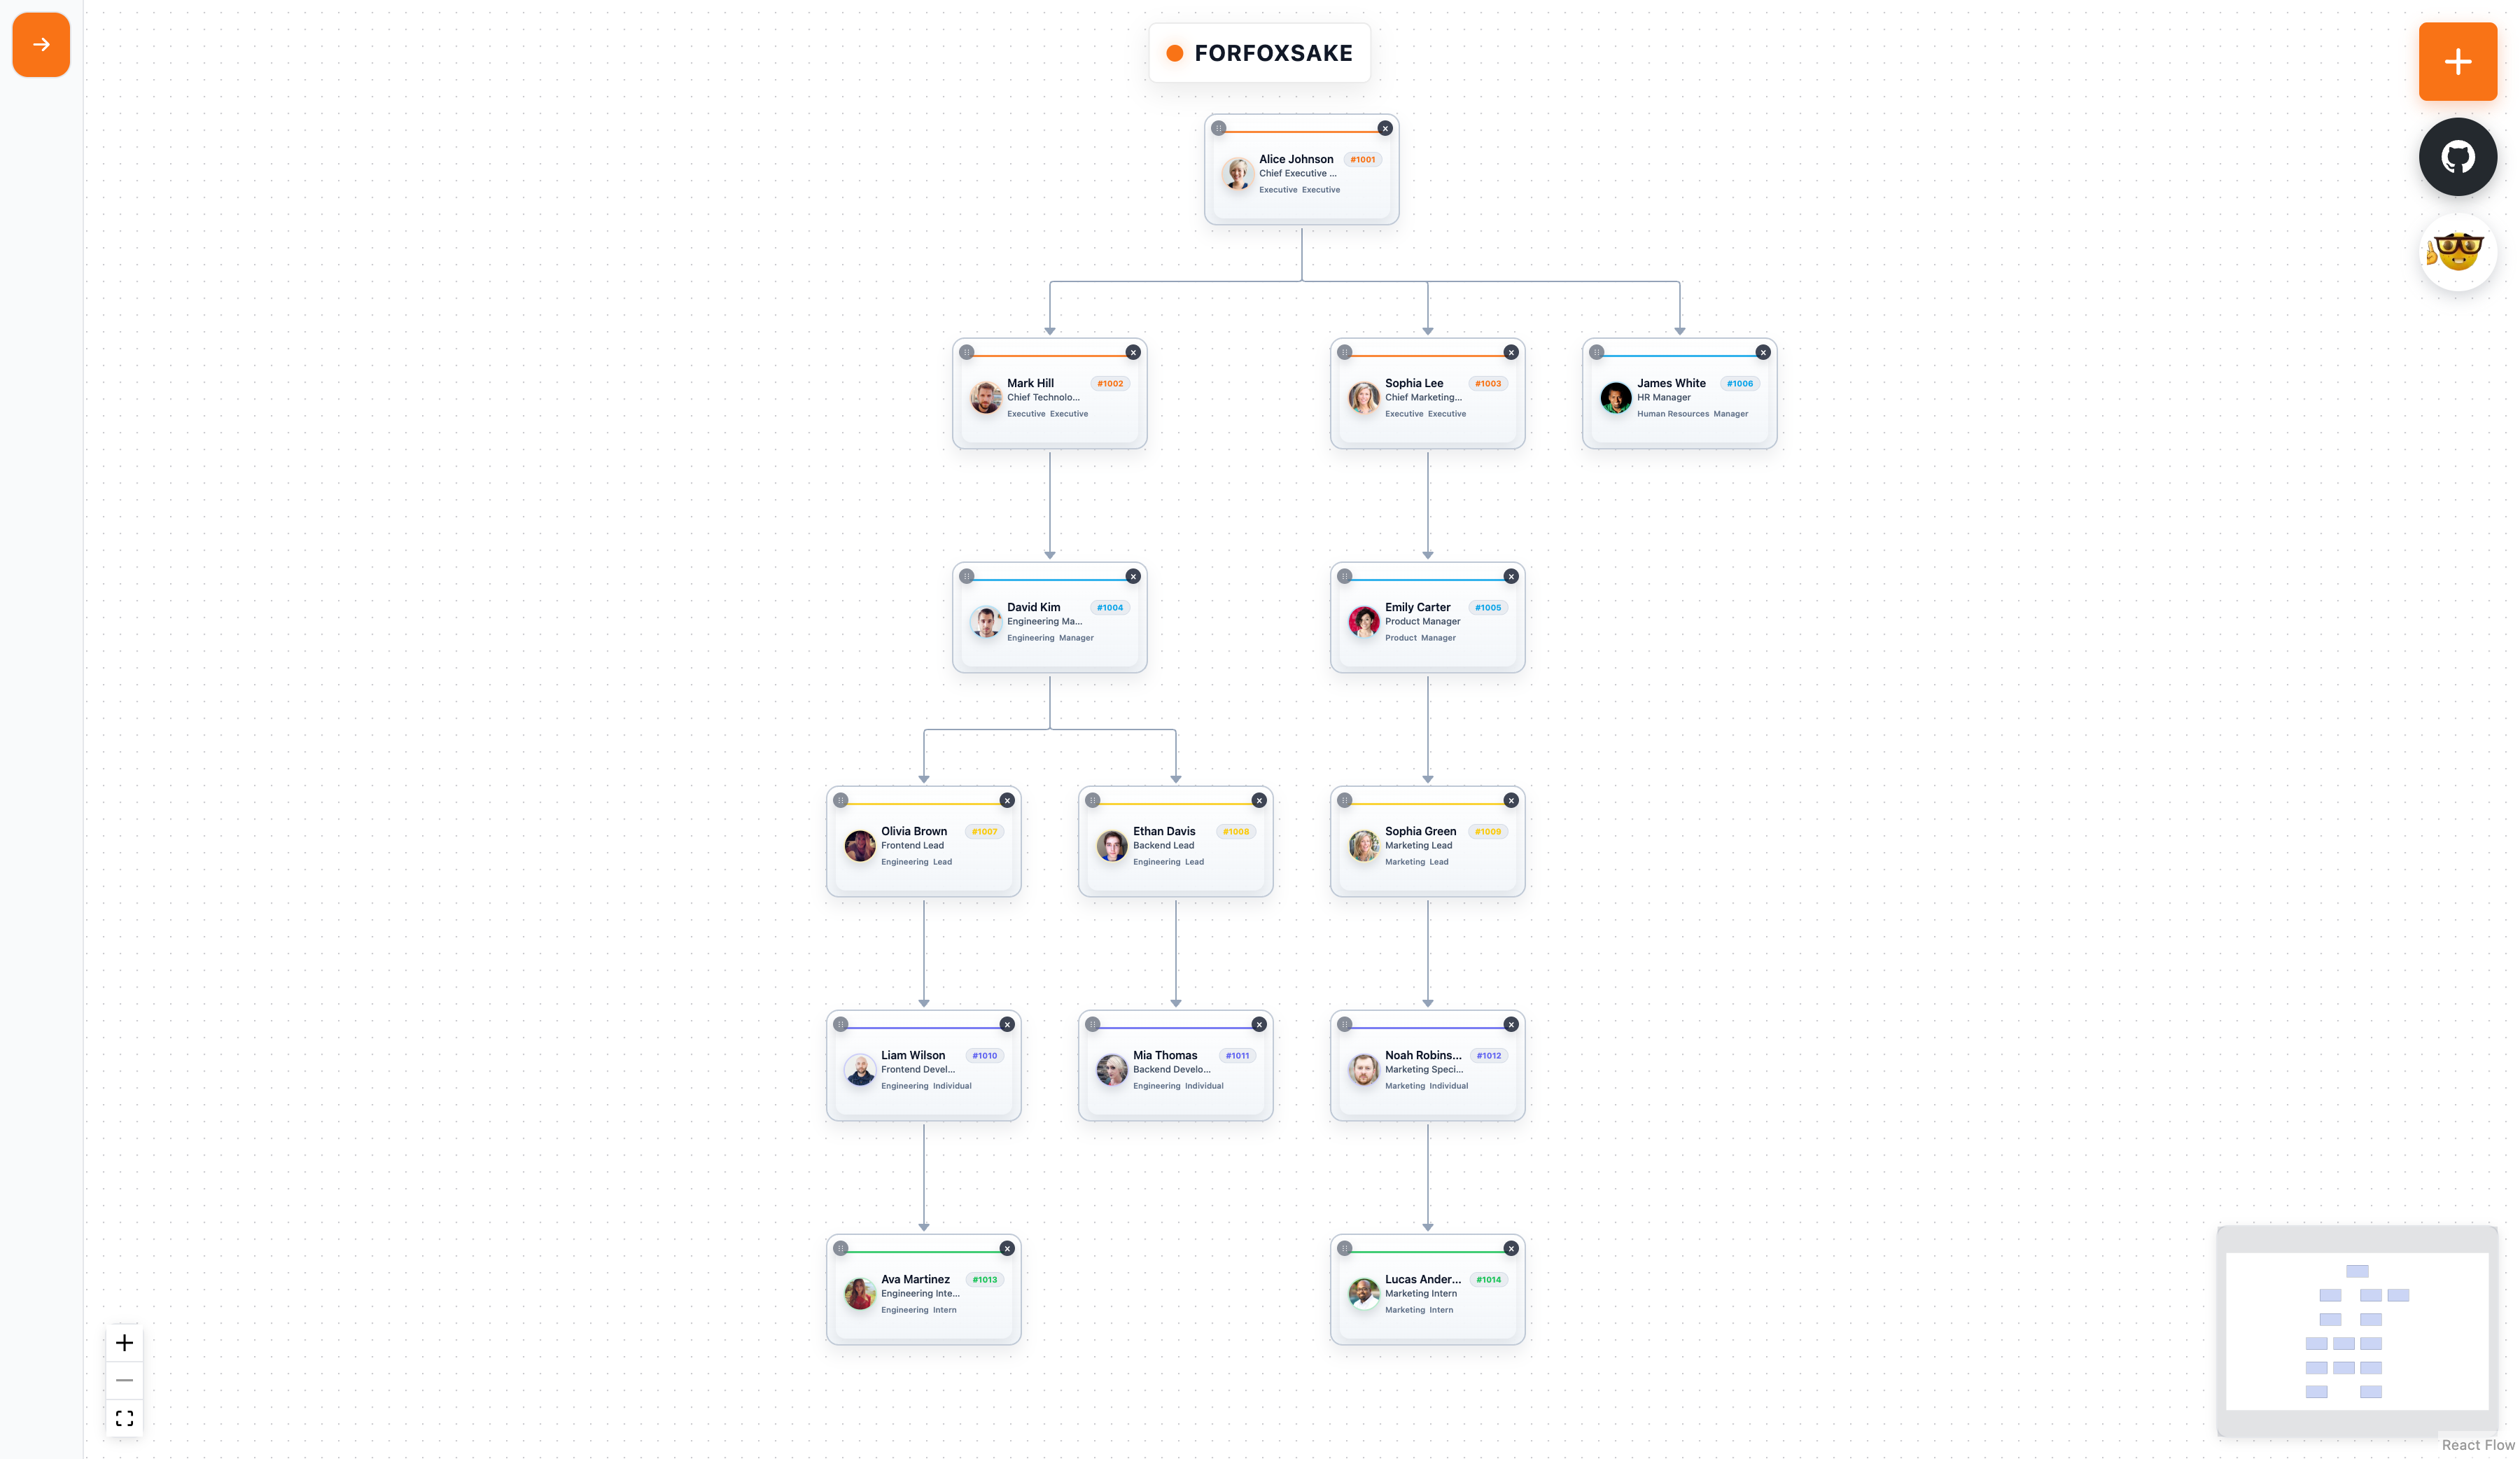 FORFOXSAKE
Alice Johnson #1001
Chief Executive ...
Executive Executive
Mark Hill #1002
Chief Technolo...
Executive Executive
Sophia Lee #1003
Chief Marketing...
Executive Executive
James White #1006
HR Manager
Human Resources Manager
David Kim #1004
Engineering Ma...
Engineering Manager
Emily Carter #1005
Product Manager
Product Manager
Olivia Brown #1007
Frontend Lead
Engineering Lead
Ethan Davis #1008
Backend Lead
Engineering Lead
Sophia Green #1009
Marketing Lead
Marketing Lead
Liam Wilson #1010
Frontend Devel...
Engineering Individual
Mia Thomas #1011
Backend Develo...
Engineering Individual
Noah Robins... #1012
Marketing Speci...
Marketing Individual
Ava Martinez #1013
Engineering Inte...
Engineering Intern
Lucas Ander... #1014
Marketing Intern
Marketing Intern
React Flow